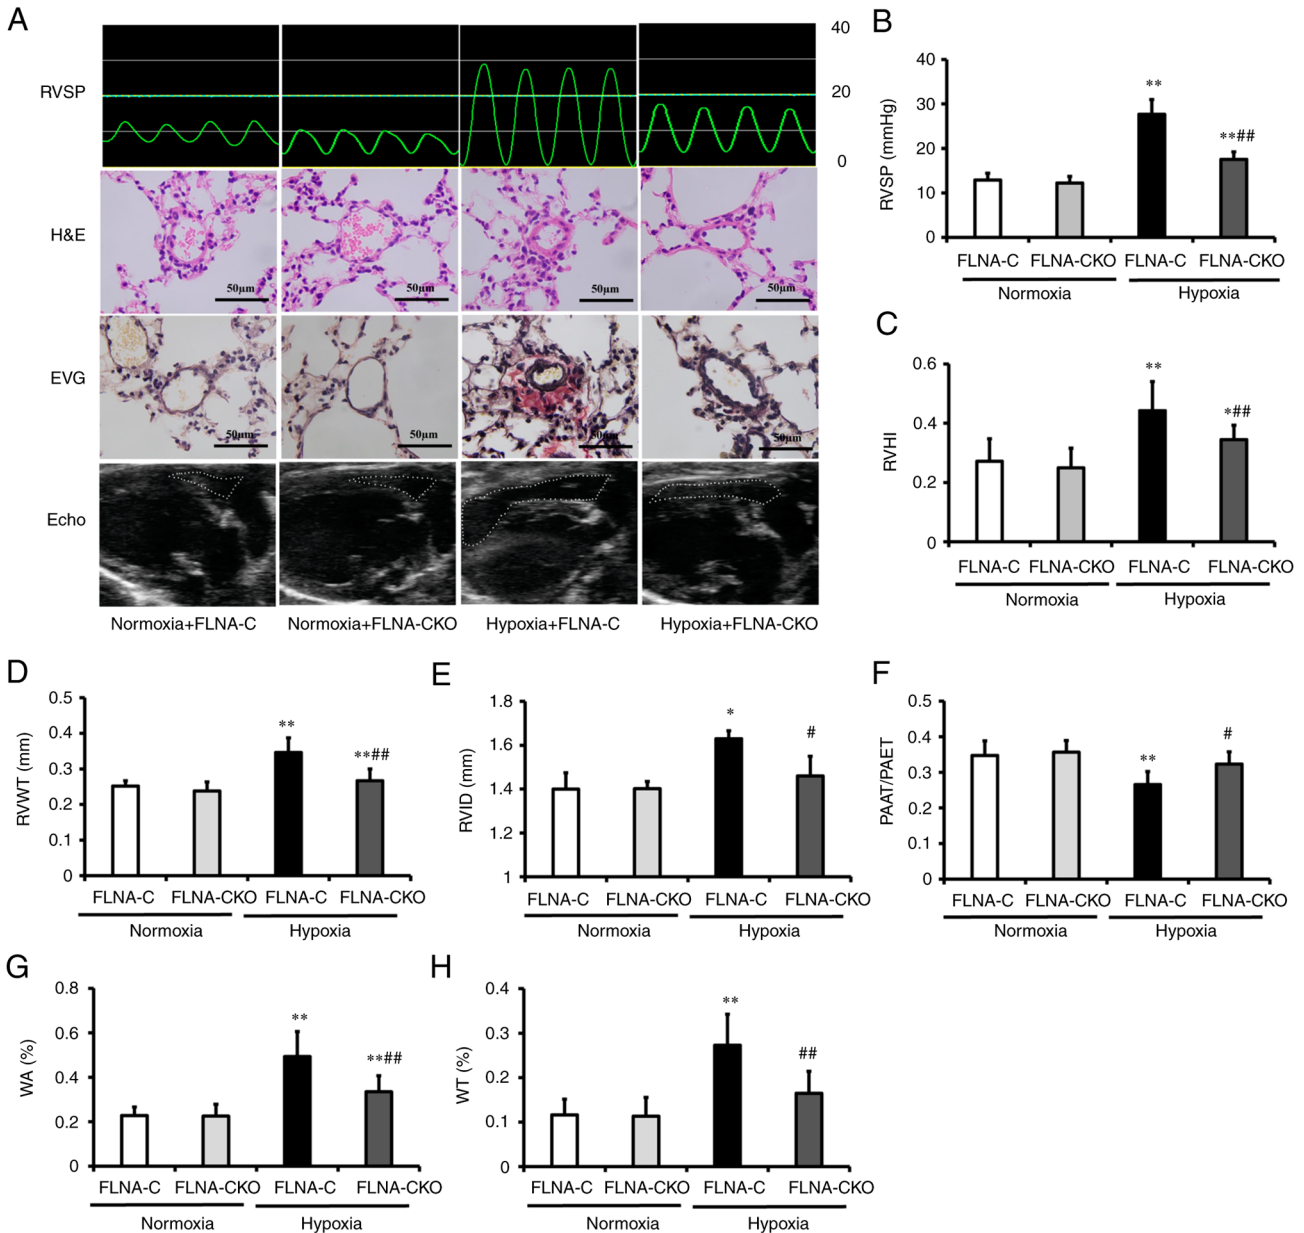 A
RVSP
40
20
0
H&E
50μm
50μm
50μm
50μm
EVG
50μm
50μm
50μm
50μm
Echo
Normoxia+FLNA-C
Normoxia+FLNA-CKO
Hypoxia+FLNA-C
Hypoxia+FLNA-CKO
B
RVSP (mmHg)
40
30
20
10
0
**
**##
FLNA-C
FLNA-CKO
FLNA-C
FLNA-CKO
Normoxia
Hypoxia
C
RVHI
0.6
0.4
0.2
0
**
*##
FLNA-C
FLNA-CKO
FLNA-C
FLNA-CKO
Normoxia
Hypoxia
D
RVWT (mm)
0.5
0.4
0.3
0.2
0.1
0
**
**##
FLNA-C
FLNA-CKO
FLNA-C
FLNA-CKO
Normoxia
Hypoxia
E
RVID (mm)
1.8
1.6
1.4
1.2
1
*
#
FLNA-C
FLNA-CKO
FLNA-C
FLNA-CKO
Normoxia
Hypoxia
F
PAAT/PAET
0.5
0.4
0.3
0.2
0.1
0
**
#
FLNA-C
FLNA-CKO
FLNA-C
FLNA-CKO
Normoxia
Hypoxia
G
WA (%)
0.8
0.6
0.4
0.2
0
**
**##
FLNA-C
FLNA-CKO
FLNA-C
FLNA-CKO
Normoxia
Hypoxia
H
WT (%)
0.4
0.3
0.2
0.1
0
**
##
FLNA-C
FLNA-CKO
FLNA-C
FLNA-CKO
Normoxia
Hypoxia